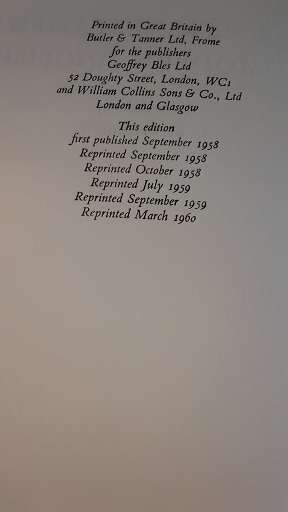 Printed in Great Britain by
Butler & Tanner Ltd, Frome
for the publishers
Geoffrey Bles Ltd
52 Doughty Street, London, WC1
and William Collins Sons & Co., Ltd
London and Glasgow
This edition
first published September 1958
Reprinted September 1958
Reprinted October 1958
Reprinted July 1959
Reprinted September 1959
Reprinted March 1960